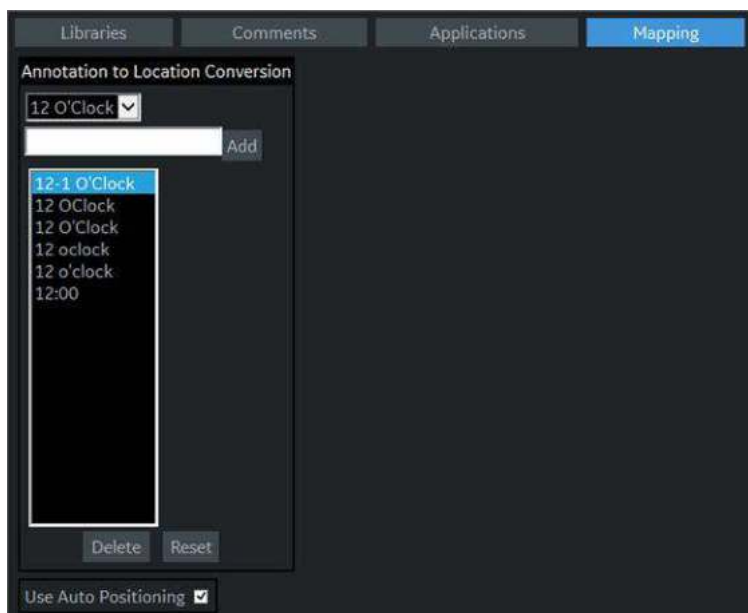 Libraries Comments Applications Mapping
Annotation to Location Conversion
12 O'Clock
Add
12-1 O'Clock
12 OClock
12 O'Clock
12 oclock
12 o'clock
12:00
Delete Reset
Use Auto Positioning